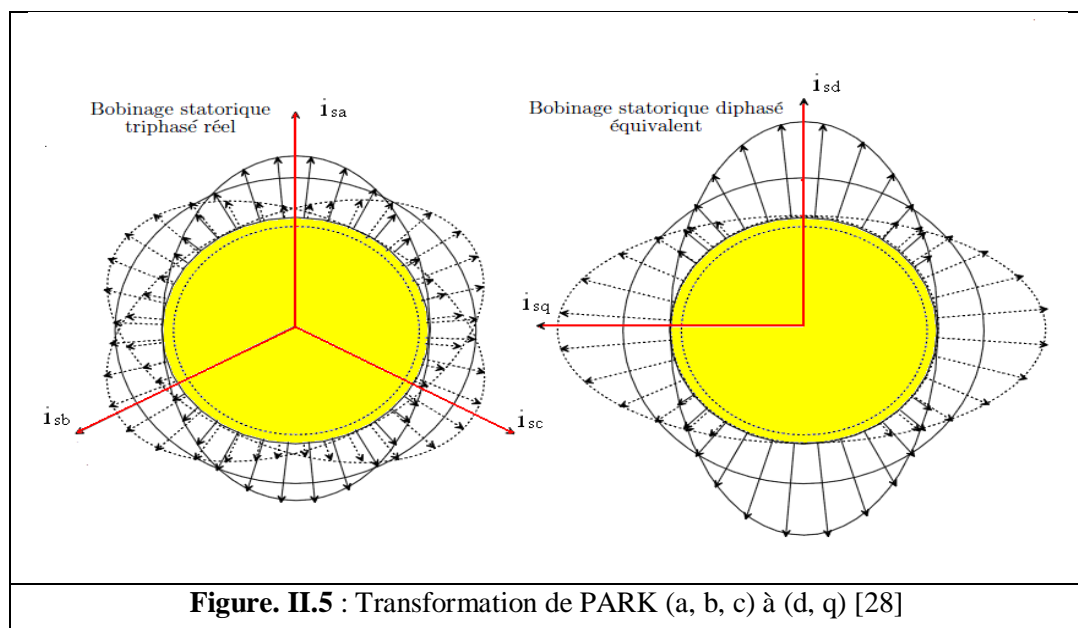 Bobinage statorique
triphasé réel
isa
isb
isc
Bobinage statorique diphasé
équivalent
isd
isq
Figure. II.5 : Transformation de PARK (a, b, c) à (d, q) [28]